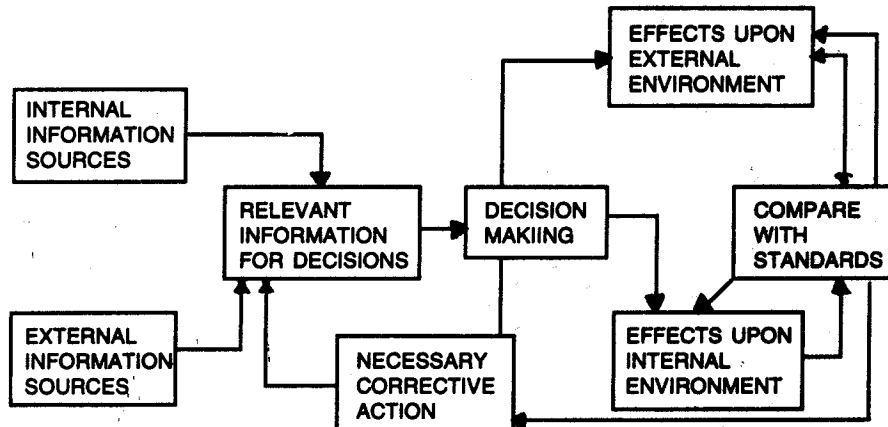 EFFECTS UPON
EXTERNAL
ENVIRONMENT
INTERNAL
INFORMATION
SOURCES
RELEVANT
INFORMATION
FOR DECISIONS
DECISION
MAKIING
COMPARE
WITH
STANDARDS
EXTERNAL
INFORMATION
SOURCES
NECESSARY
CORRECTIVE
ACTION
EFFECTS UPON
INTERNAL
ENVIRONMENT